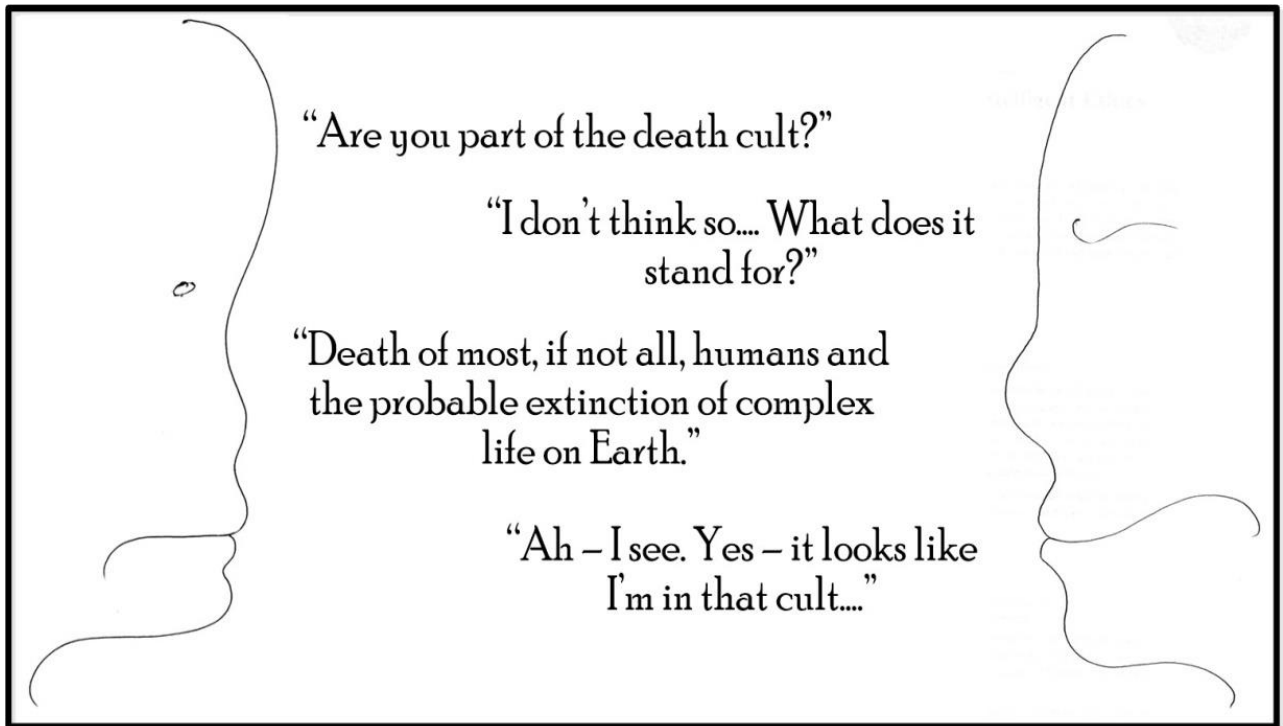 “Are you part of the death cult?”
“I don’t think so.... What does it
stand for?”
“Death of most, if not all, humans and
the probable extinction of complex
life on Earth.”
“Ah – I see. Yes – it looks like
I’m in that cult....”